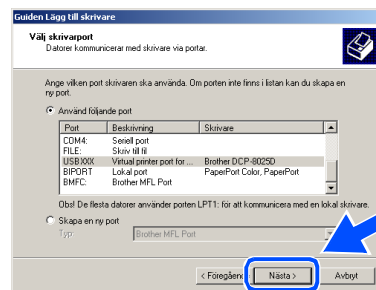 Guiden Lägg till skrivare
Välj skrivarport
Datorer kommunicerar med skrivare via portar.
Ange vilken port skrivaren ska använda. Om porten inte finns i listan kan du skapa en
ny port.
Använd följande port
Port Beskrivning Skrivare
COM4: Seriell port
FILE: Skriv till fil
USBXXX Virtual printer port for ... Brother DCP-8025D
BIPORT Lokal port PaperPort Color, PaperPort
BMFC: Brother MFL Port
Obs! De flesta datorer använder porten LPT1: för att kommunicera med en lokal skrivare.
Skapa en ny port
Typ: Brother MFL Port
< Föregående Nästa > Avbryt